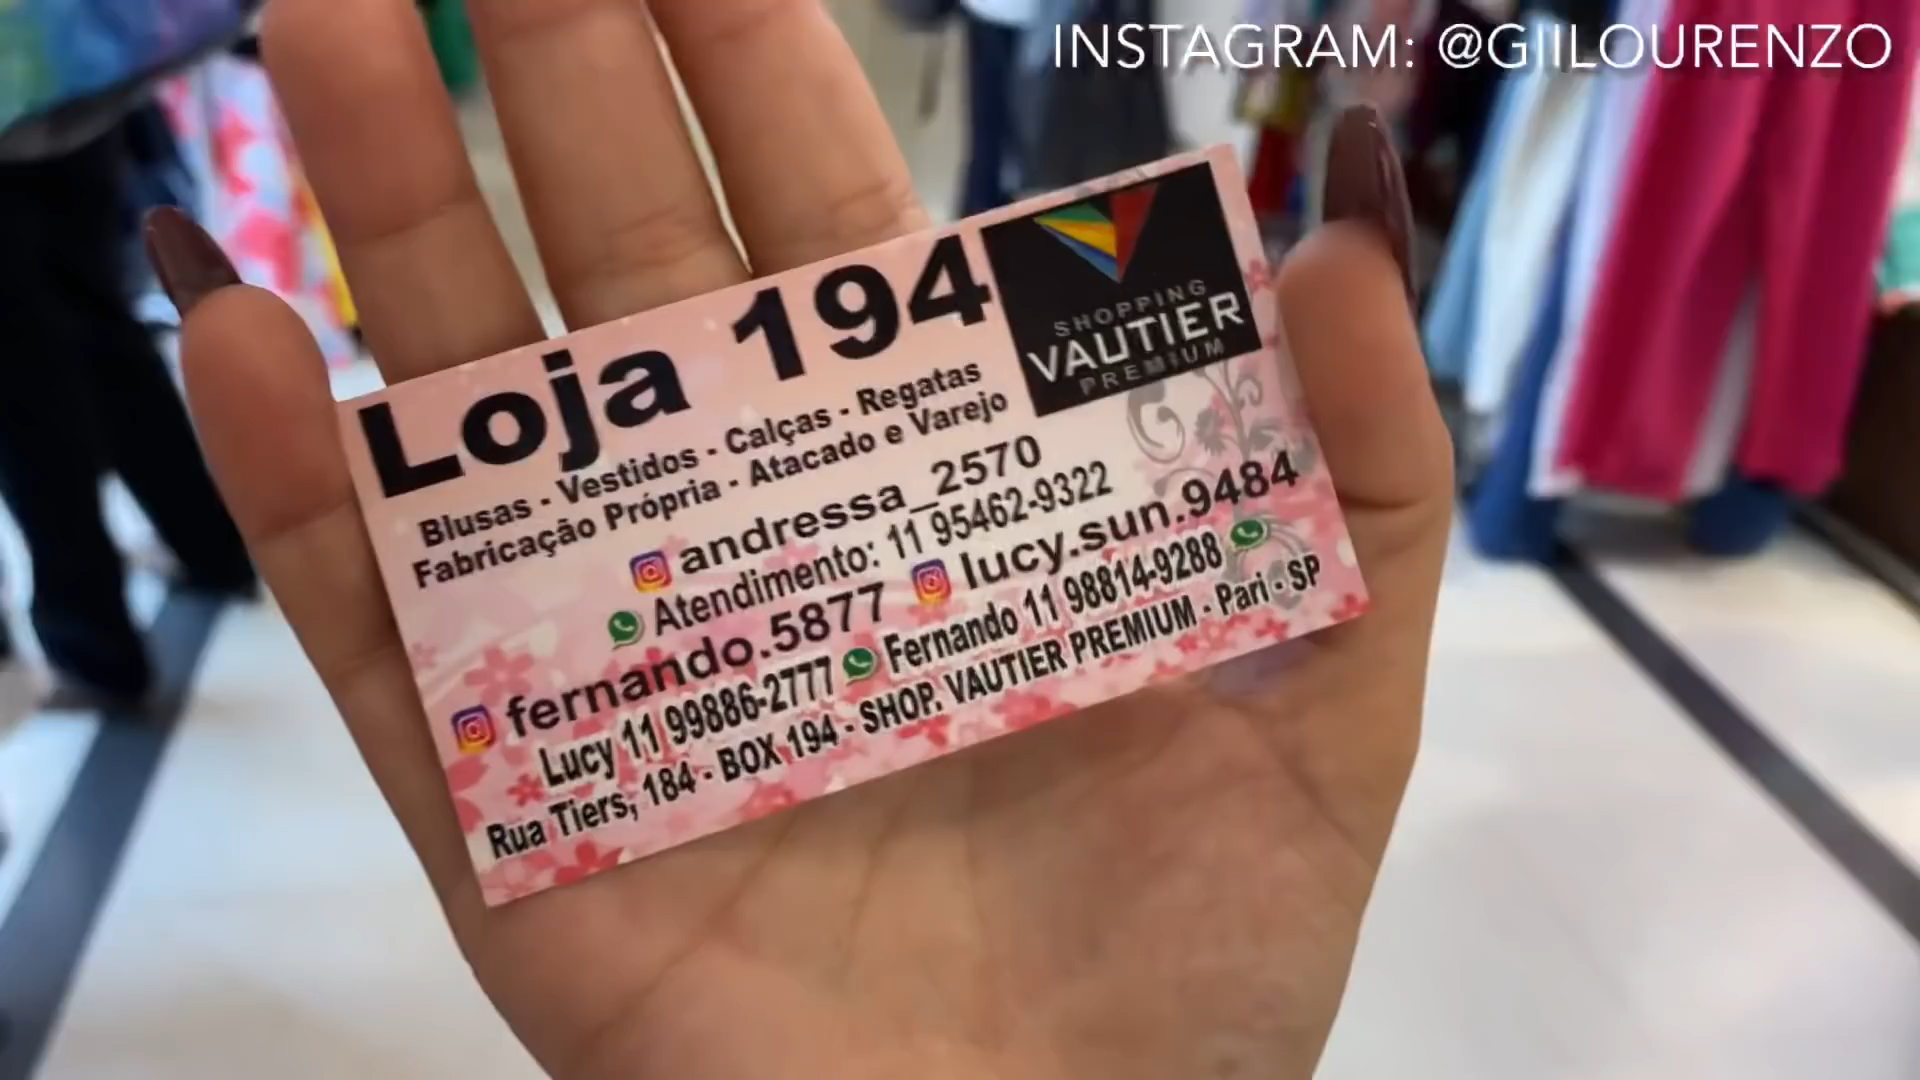 INSTAGRAM: @GIILOURENZO
Loja 194
SHOPPING
VAUTIER
PREMIUM
Blusas - Vestidos - Calças - Regatas
Fabricação Própria - Atacado e Varejo
andressa_2570
Atendimento: 11 95462-9322
fernando.5877 lucy.sun.9484
Lucy 11 99886-2777 Fernando 11 98814-9288
Rua Tiers, 184 - BOX 194 - SHOP. VAUTIER PREMIUM - Pari - SP